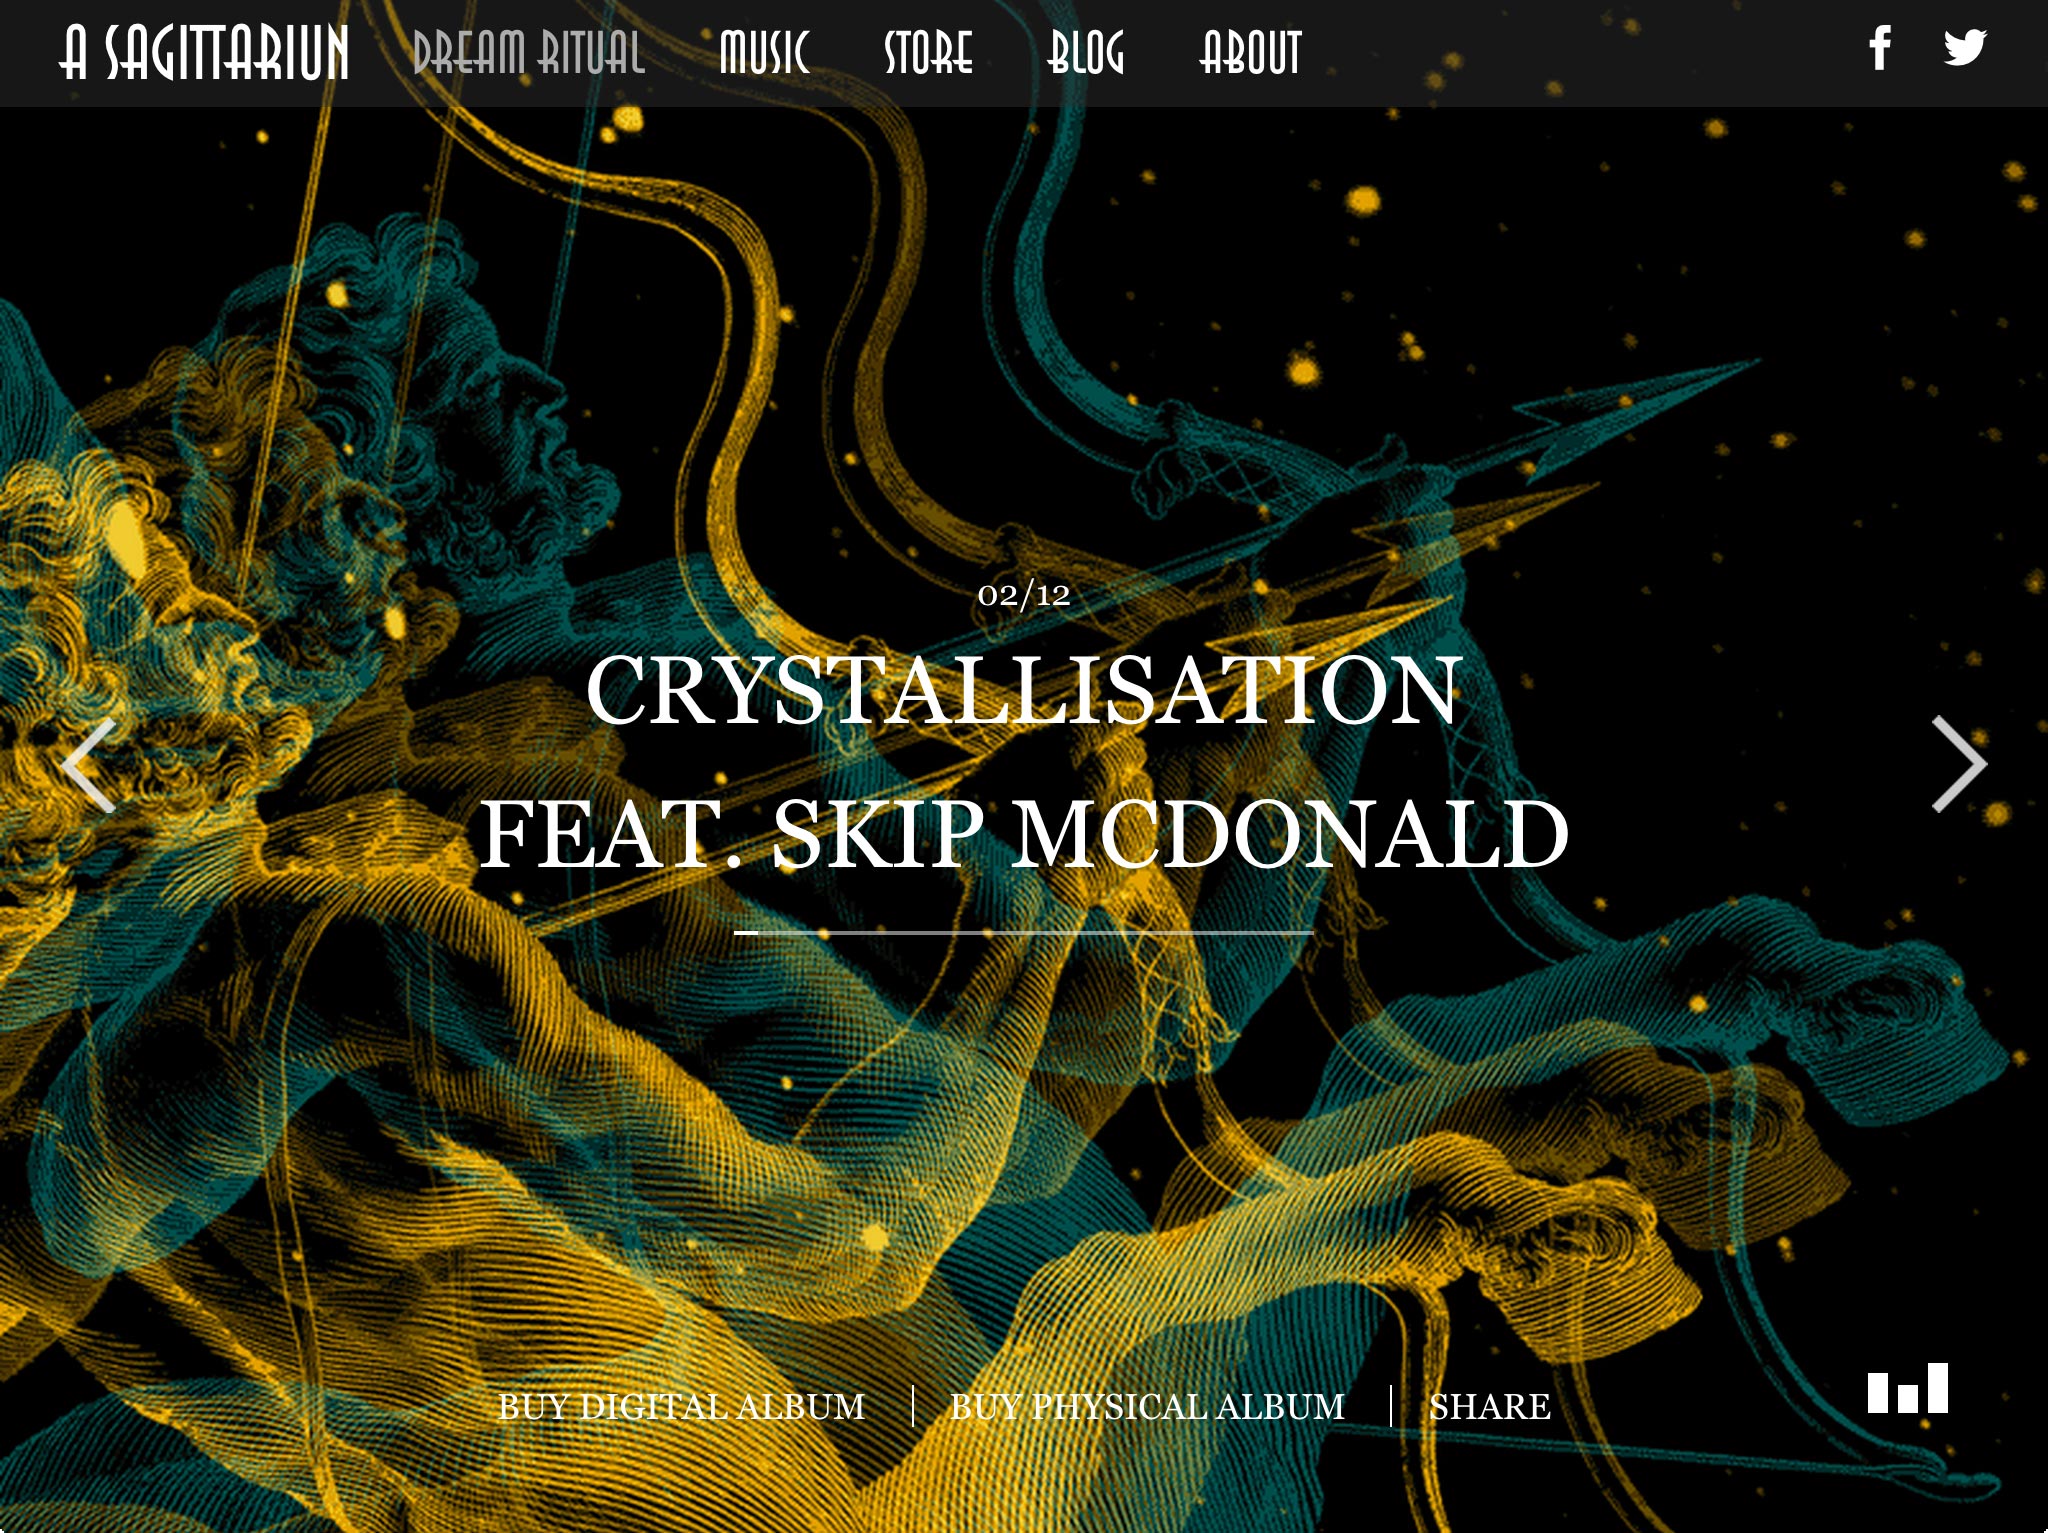 A SAGITTARIUN DREAM RITUAL MUSIC STORE BLOG ABOUT
02/12
CRYSTALLISATION
FEAT. SKIP MCDONALD
BUY DIGITAL ALBUM | BUY PHYSICAL ALBUM | SHARE